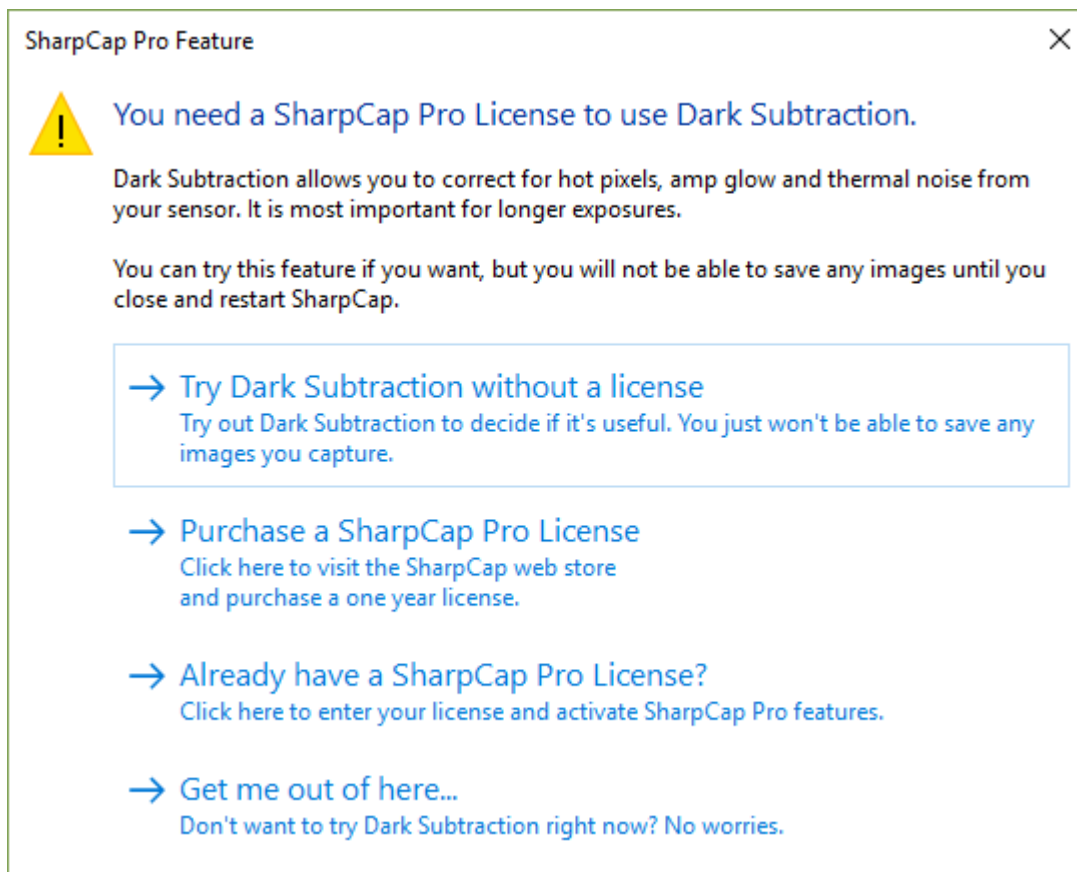 SharpCap Pro Feature
You need a SharpCap Pro License to use Dark Subtraction.
Dark Subtraction allows you to correct for hot pixels, amp glow and thermal noise from
your sensor. It is most important for longer exposures.
You can try this feature if you want, but you will not be able to save any images until you
close and restart SharpCap.
Try Dark Subtraction without a license
Try out Dark Subtraction to decide if it's useful. You just won't be able to save any
images you capture.
Purchase a SharpCap Pro License
Click here to visit the SharpCap web store
and purchase a one year license.
Already have a SharpCap Pro License?
Click here to enter your license and activate SharpCap Pro features.
Get me out of here...
Don't want to try Dark Subtraction right now? No worries.